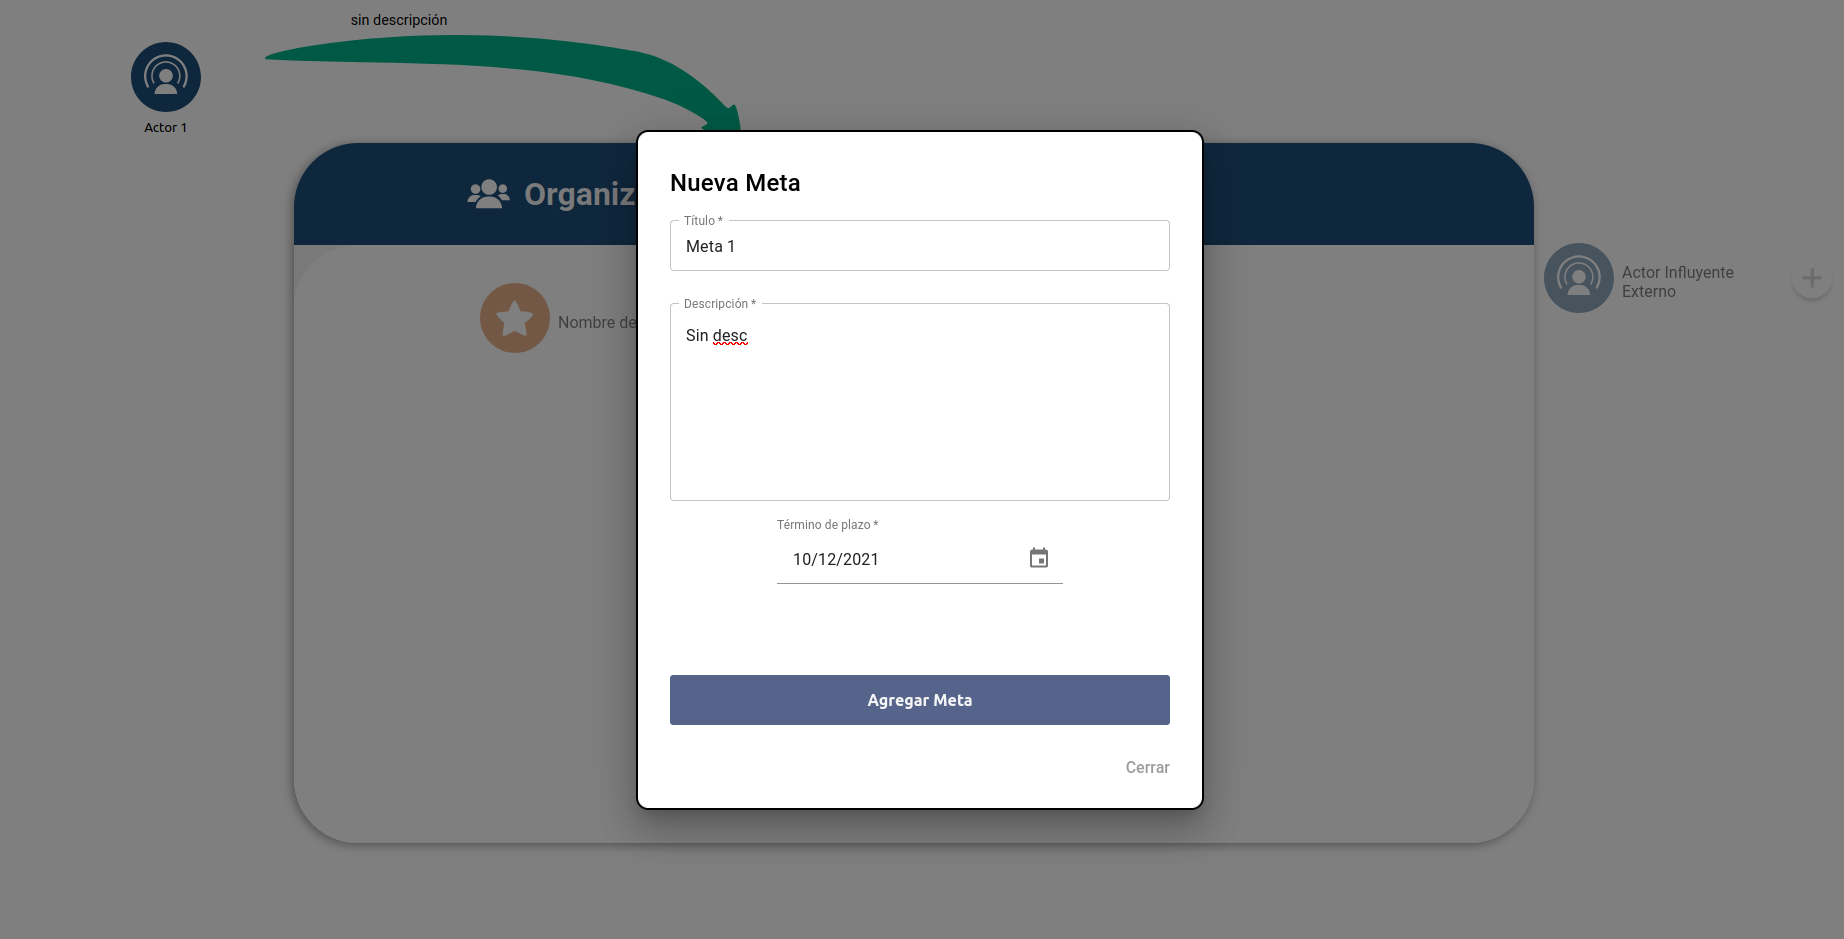 sin descripción
Actor 1
Organiz
Nombre de
Actor Influyente
Externo
Nueva Meta
Título *
Meta 1
Descripción *
Sin desc
Término de plazo *
10/12/2021
Agregar Meta
Cerrar